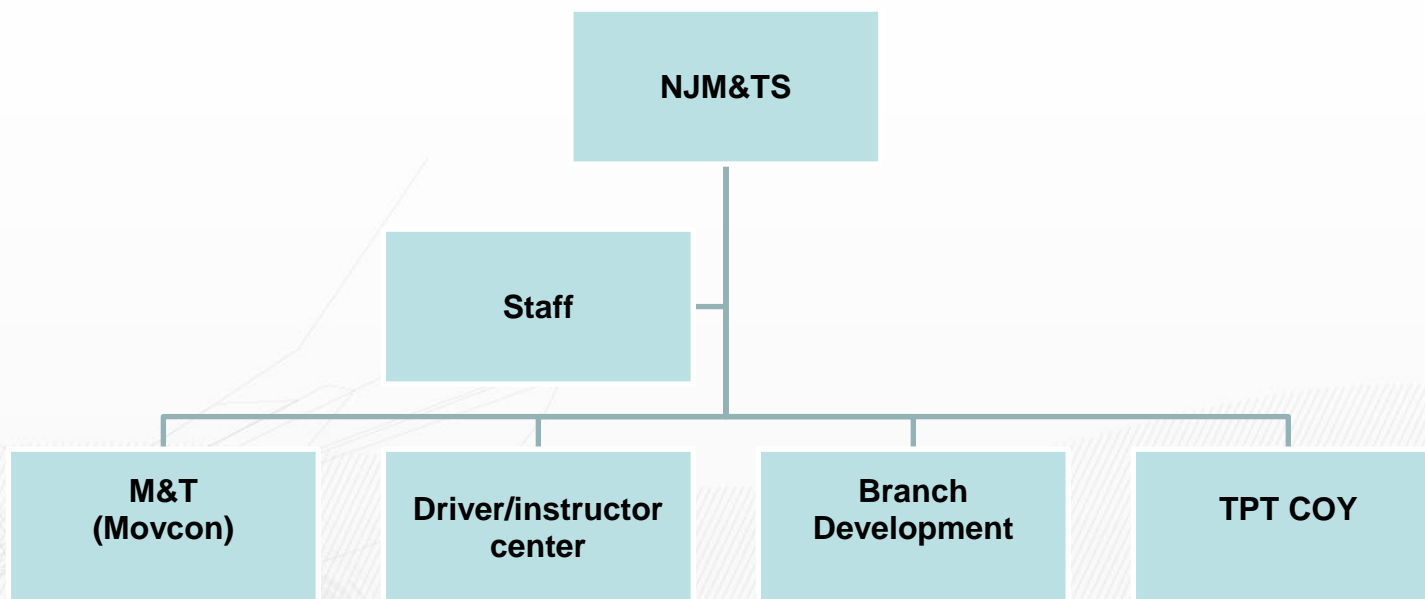 NJM&TS
Staff
M&T
(Movcon)
Driver/instructor
center
Branch
Development
TPT COY